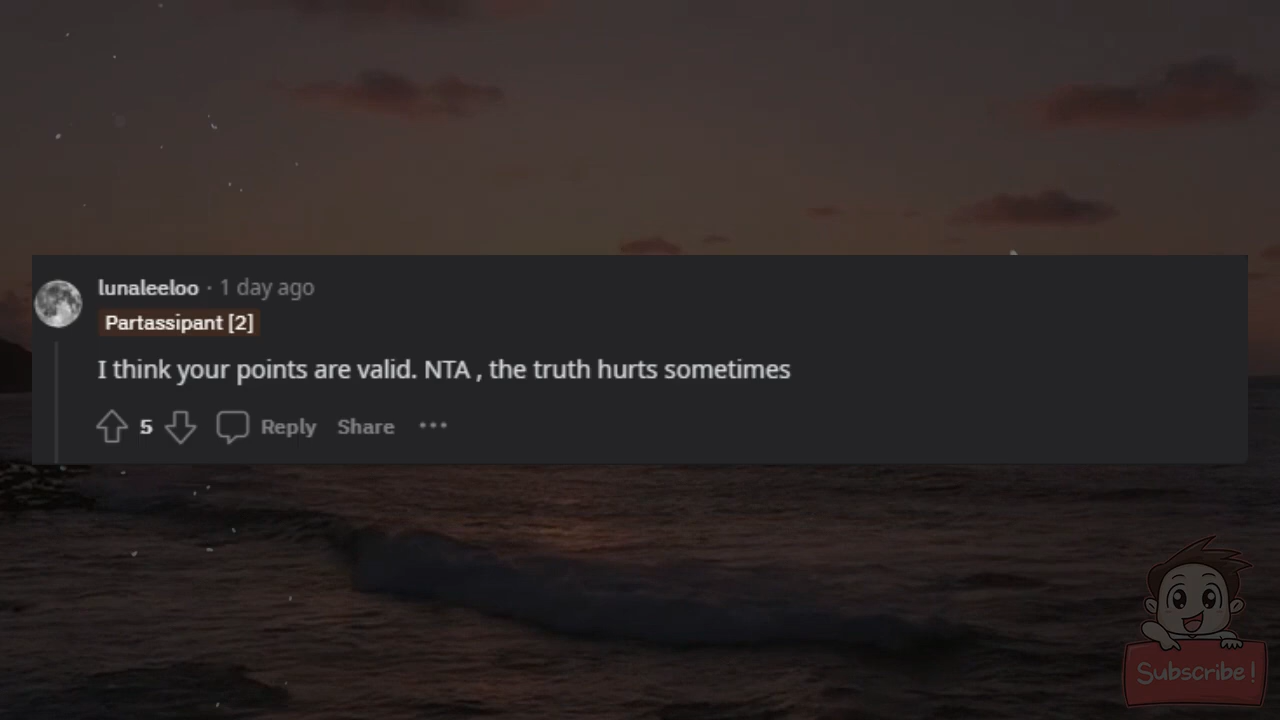 lunaleeloo · 1 day ago
Partassipant [2]
I think your points are valid. NTA , the truth hurts sometimes
5 Reply Share ···
Subscribe !